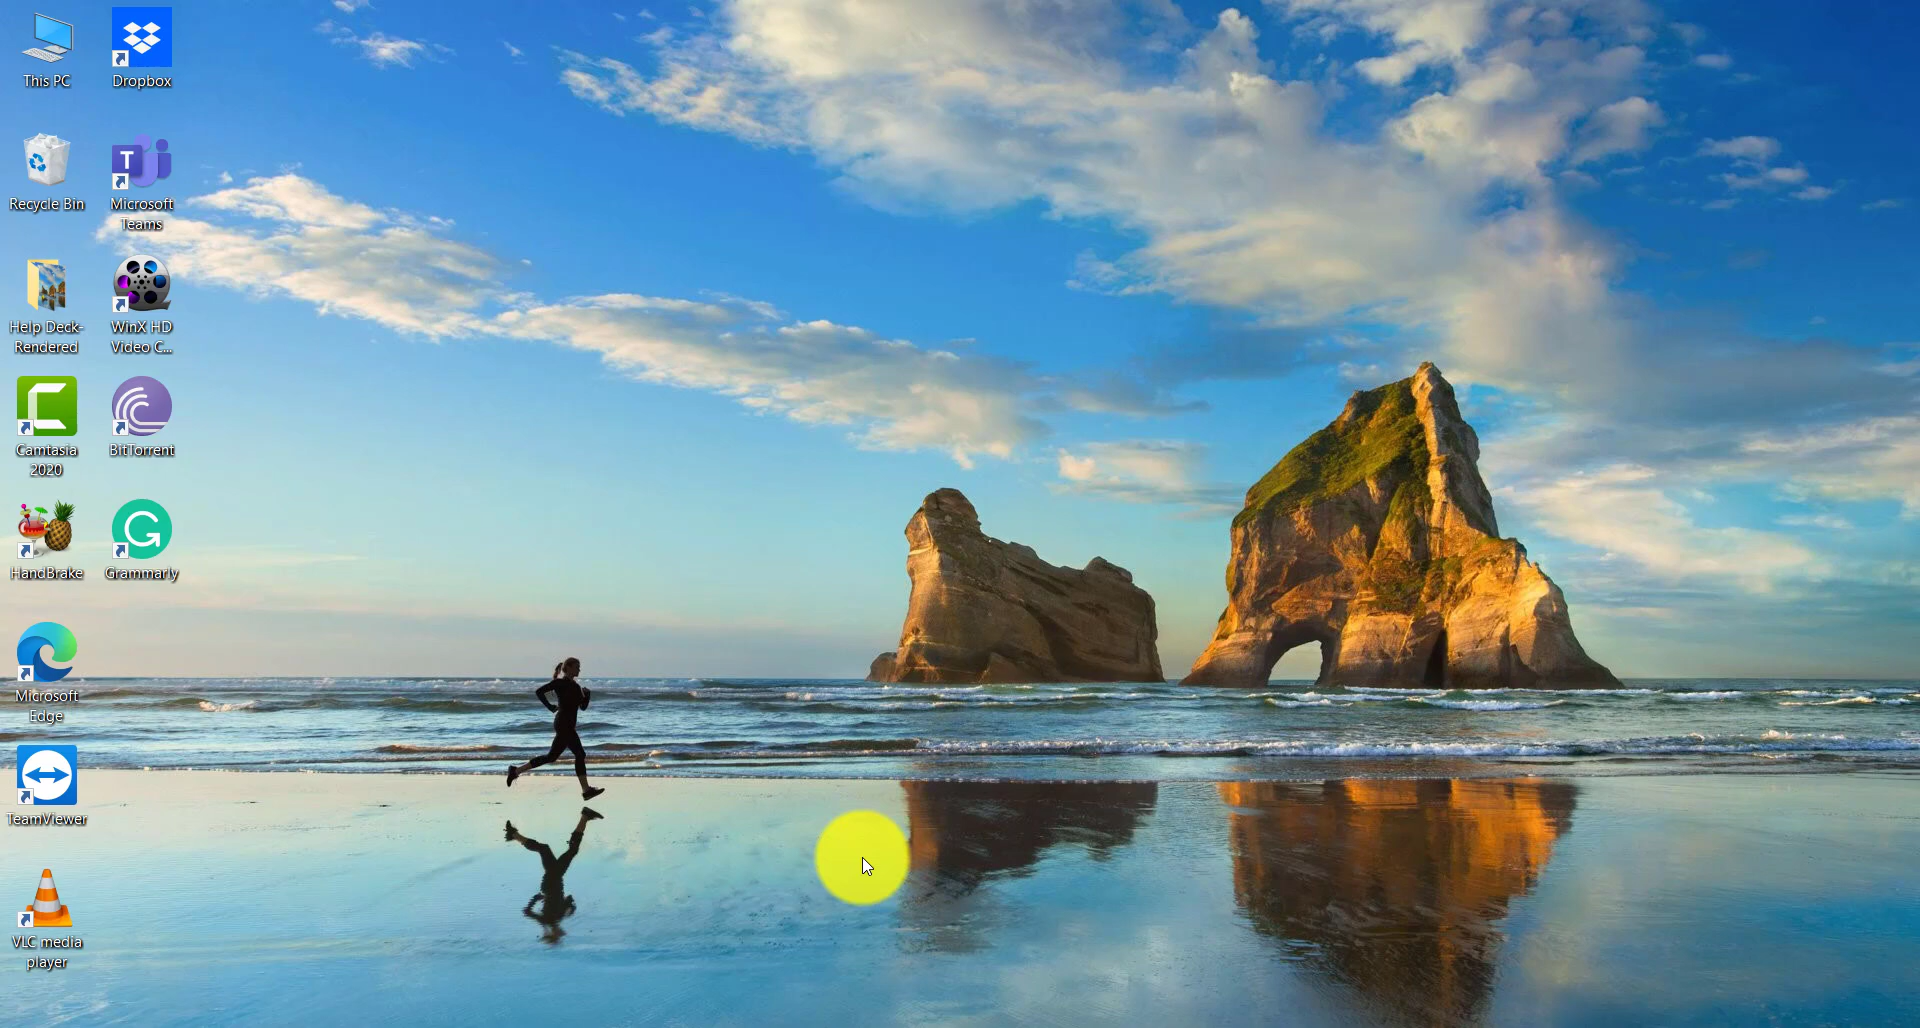 This PC
Dropbox
Recycle Bin
Microsoft
Teams
Help Deck-
Rendered
WinX HD
Video C...
Camtasia
2020
BitTorrent
HandBrake
Grammarly
Microsoft
Edge
TeamViewer
VLC media
player